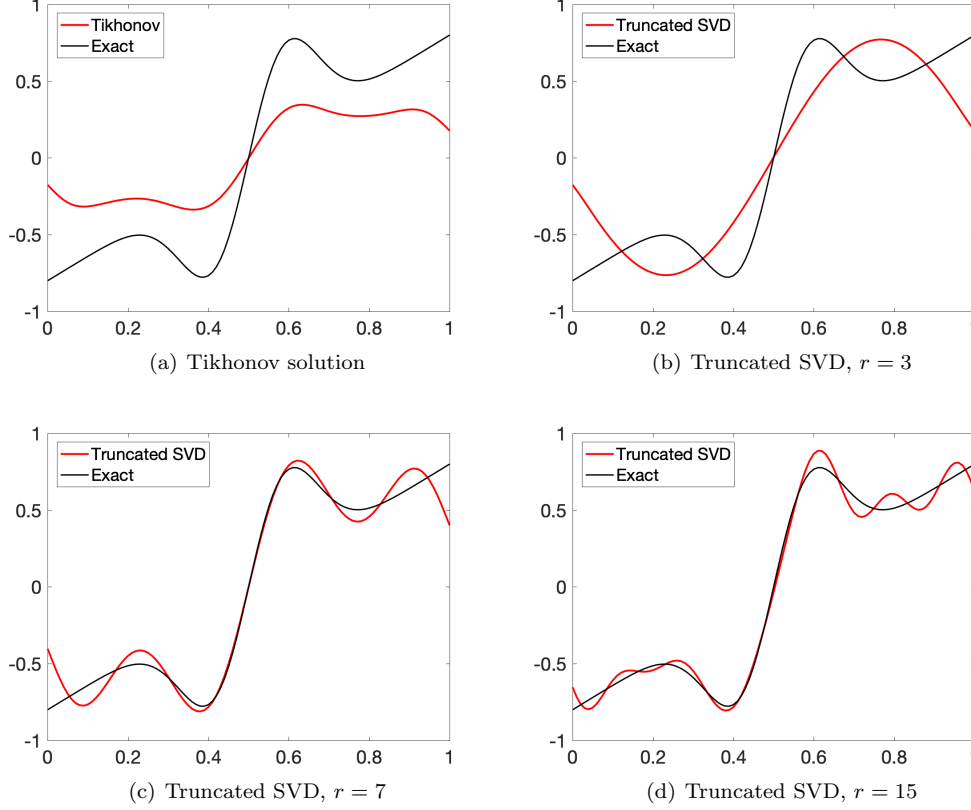 1
0.5
0
-0.5
-1
0 0.2 0.4 0.6 0.8 1
Tikhonov
Exact
(a) Tikhonov solution
1
0.5
0
-0.5
-1
0 0.2 0.4 0.6 0.8
Truncated SVD
Exact
(b) Truncated SVD, r = 3
1
0.5
0
-0.5
-1
0 0.2 0.4 0.6 0.8 1
Truncated SVD
Exact
(c) Truncated SVD, r = 7
1
0.5
0
-0.5
-1
0 0.2 0.4 0.6 0.8
Truncated SVD
Exact
(d) Truncated SVD, r = 15